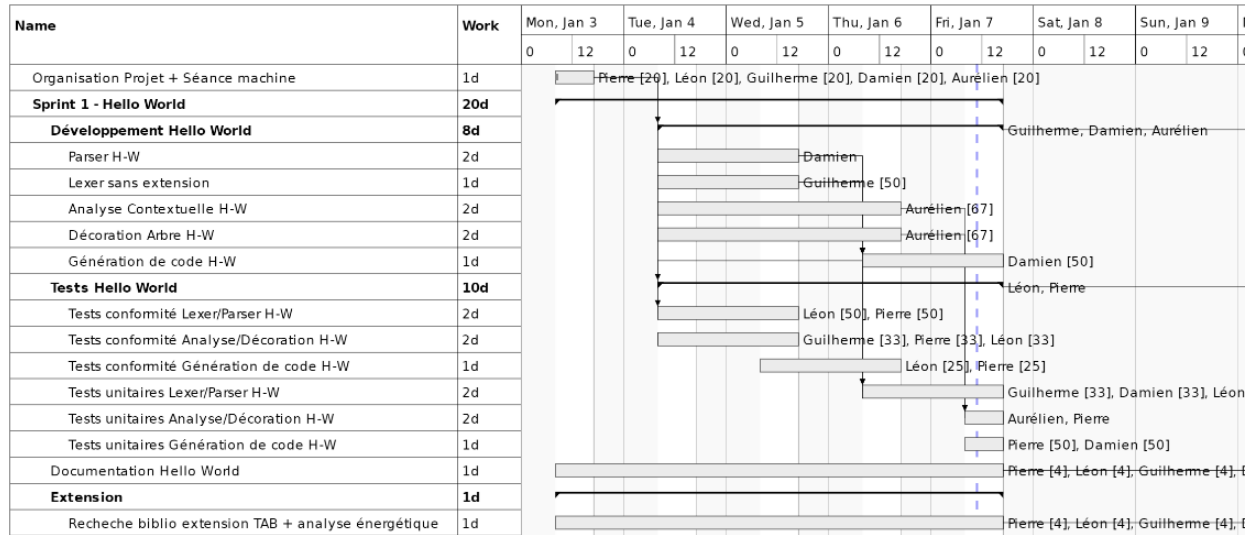 Name Work Mon, Jan 3 Tue, Jan 4 Wed, Jan 5 Thu, Jan 6 Fri, Jan 7 Sat, Jan 8 Sun, Jan 9
0 12 0 12 0 12 0 12 0 12 0 12 0 12 0
Organisation Projet + Séance machine 1d Pierre [20], Léon [20], Guilherme [20], Damien [20], Aurélien [20]
Sprint 1 - Hello World 20d
Développement Hello World 8d Guilherme, Damien, Aurélien
Parser H-W 2d Damien
Lexer sans extension 1d Guilherme [50]
Analyse Contextuelle H-W 2d Aurélien [67]
Décoration Arbre H-W 2d Aurélien [67]
Génération de code H-W 1d Damien [50]
Tests Hello World 10d Léon, Pierre
Tests conformité Lexer/Parser H-W 2d Léon [50], Pierre [50]
Tests conformité Analyse/Décoration H-W 2d Guilherme [33], Pierre [33], Léon [33]
Tests conformité Génération de code H-W 1d Léon [25], Pierre [25]
Tests unitaires Lexer/Parser H-W 2d Guilherme [33], Damien [33], Léon
Tests unitaires Analyse/Décoration H-W 2d Aurélien, Pierre
Tests unitaires Génération de code H-W 1d Pierre [50], Damien [50]
Documentation Hello World 1d Pierre [4], Léon [4], Guilherme [4],
Extension 1d
Recheche biblio extension TAB + analyse énergétique 1d Pierre [4], Léon [4], Guilherme [4],